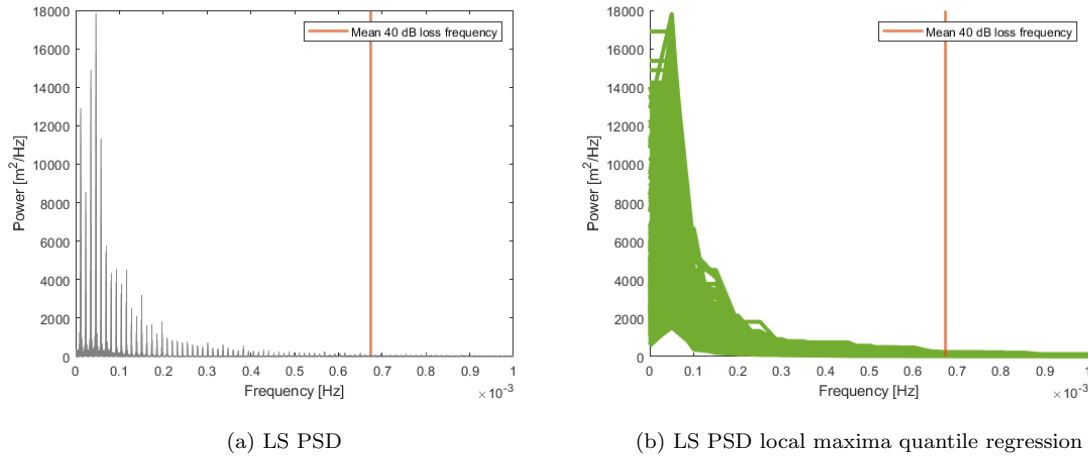 Power [m²/Hz]
18000
16000
14000
12000
10000
8000
6000
4000
2000
0
Mean 40 dB loss frequency
0 0.1 0.2 0.3 0.4 0.5 0.6 0.7 0.8 0.9 1
Frequency [Hz]
×10⁻³
(a) LS PSD
Power [m²/Hz]
18000
16000
14000
12000
10000
8000
6000
4000
2000
0
Mean 40 dB loss frequency
0 0.1 0.2 0.3 0.4 0.5 0.6 0.7 0.8 0.9 1
Frequency [Hz]
×10⁻³
(b) LS PSD local maxima quantile regression